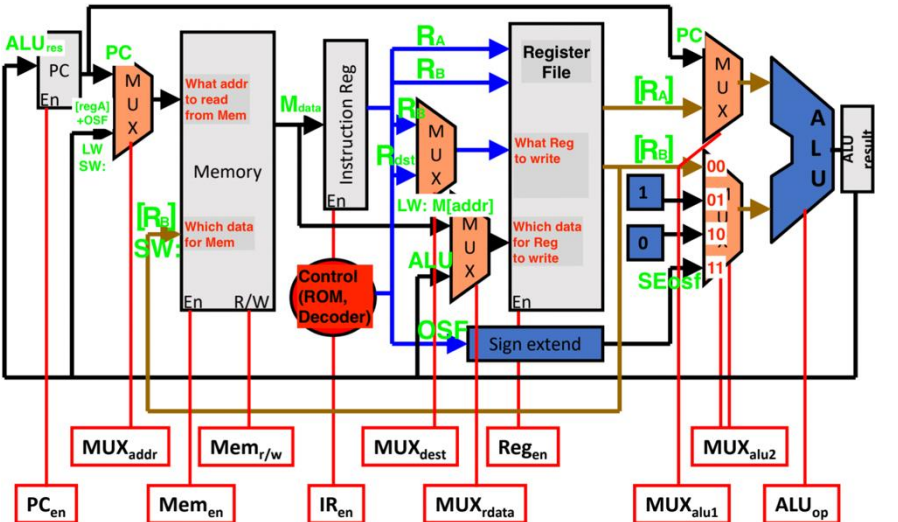 ALUres
PC
En
PC
[regA]
+OSF
LW
SW:
M
U
X
What addr
to read
from Mem
Memory
[RB]
SW:
Which data
for Mem
En
R/W
Mdata
Instruction Reg
En
Control
(ROM,
Decoder)
RA
RB
RB
Rdst
M
U
X
LW: M[addr]
ALU
M
U
X
OSF
Sign extend
Register
File
What Reg
to write
Which data
for Reg
to write
En
[RA]
[RB]
PC
M
U
X
1
0
SEosf
00
01
10
11
U
X
A
L
U
ALU
result
MUXaddr
Memr/w
MUXdest
Regen
MUXalu2
PCen
Memen
IRen
MUXrdata
MUXalu1
ALUop